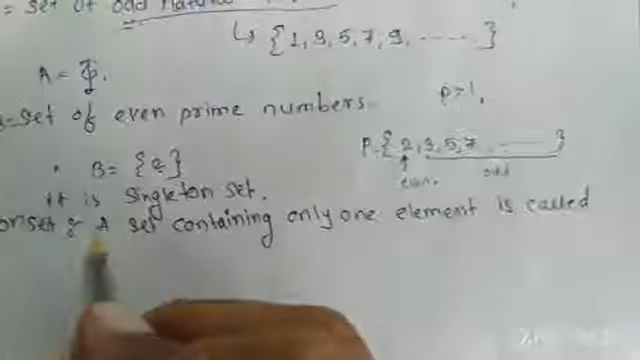 = set of odd natural
↳ {1, 3, 5, 7, 9, ......}
A = φ.
set of even prime numbers.
p>1,
B = {2}
P = {2, 3, 5, 7, ......}
even. odd
It is singleton set.
set :- A set containing only one element is called